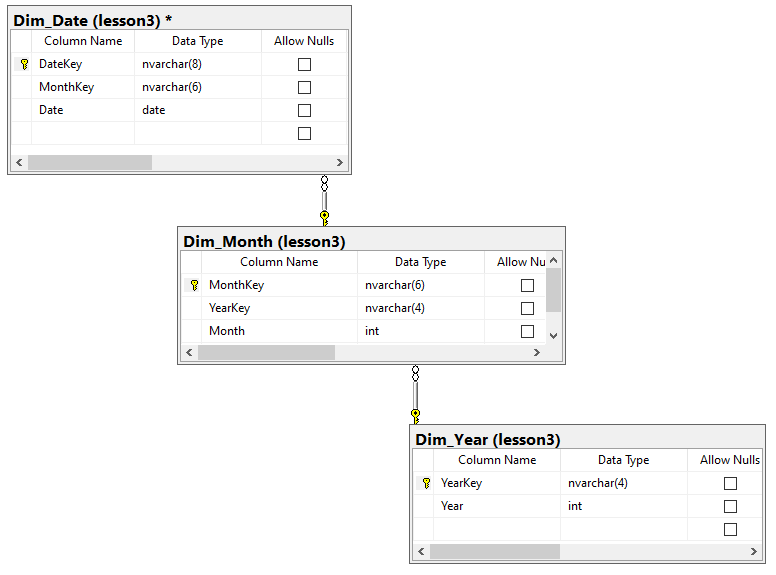 Dim_Date (lesson3) *
Column Name Data Type Allow Nulls
DateKey nvarchar(8)
MonthKey nvarchar(6)
Date date
Dim_Month (lesson3)
Column Name Data Type Allow Nu
MonthKey nvarchar(6)
YearKey nvarchar(4)
Month int
Dim_Year (lesson3)
Column Name Data Type Allow Nulls
YearKey nvarchar(4)
Year int